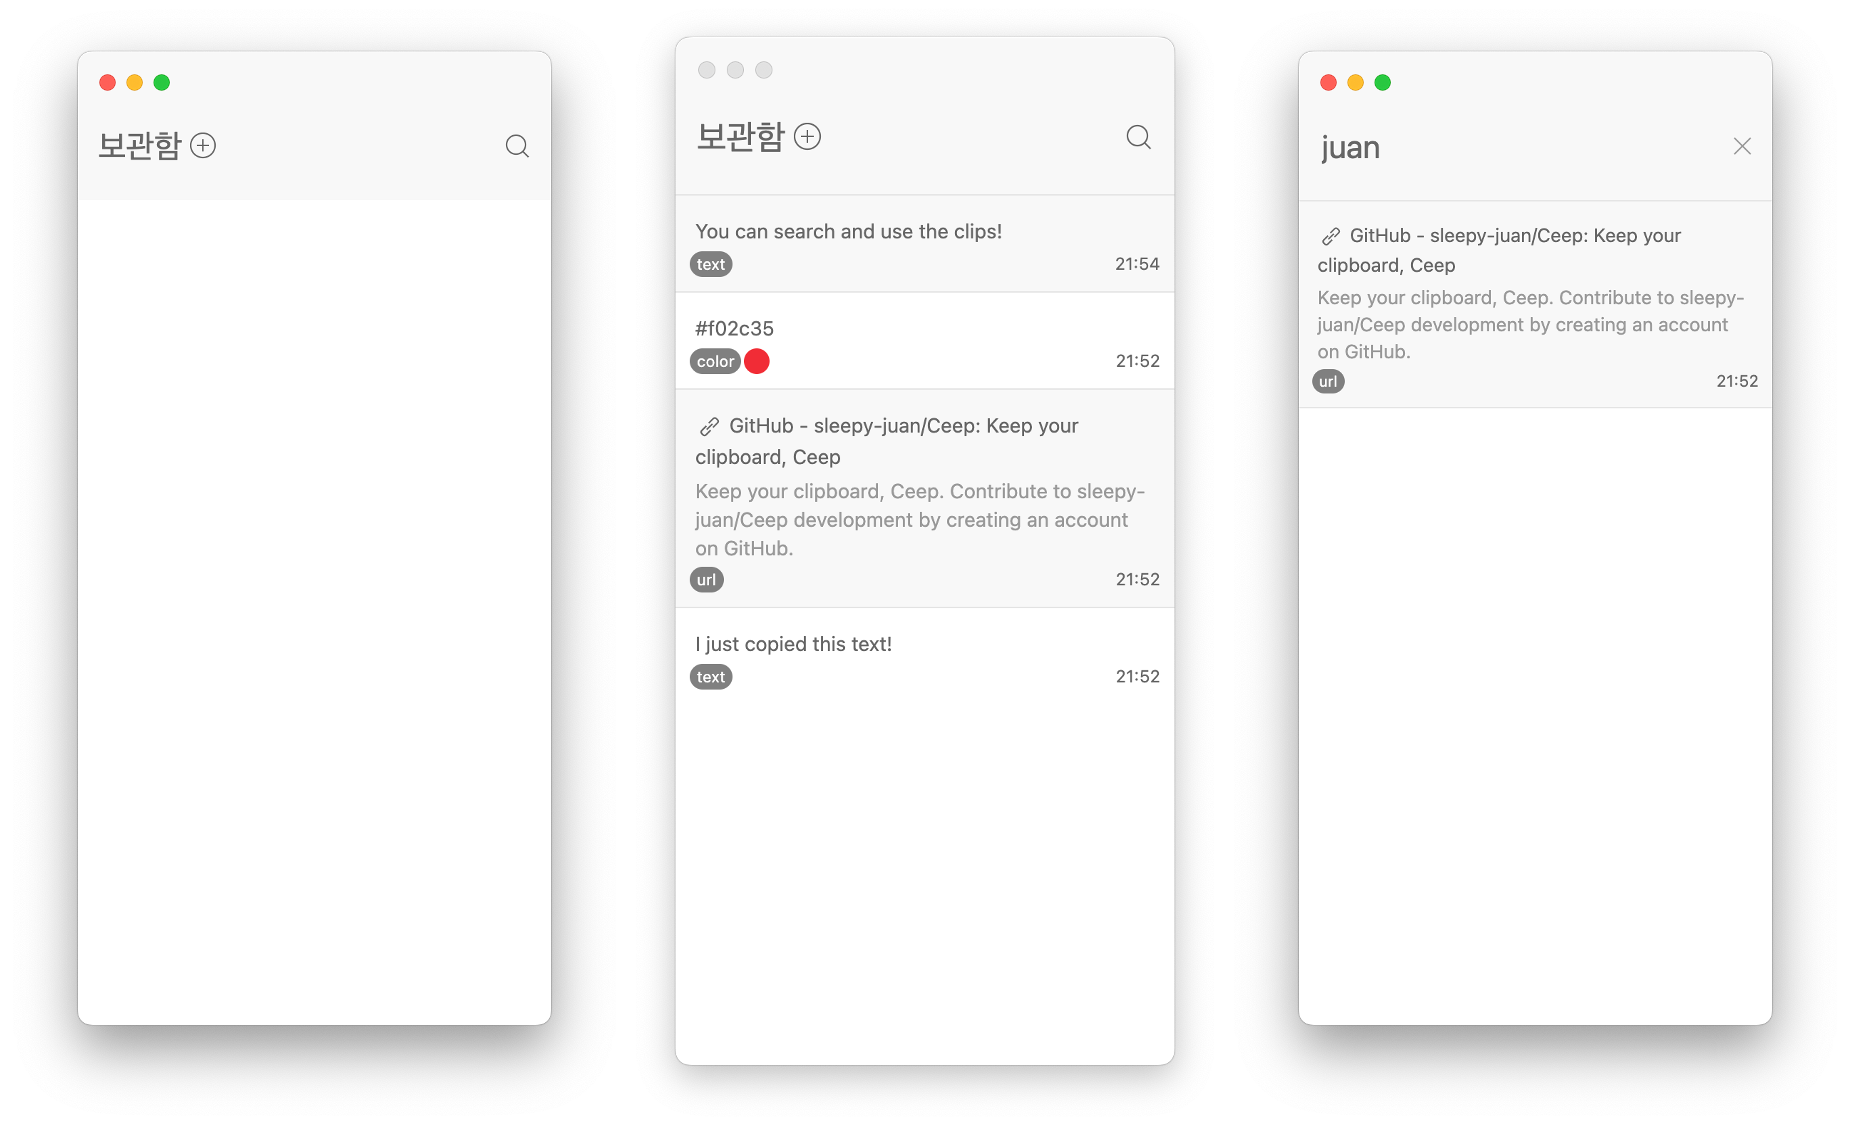 보관함
보관함
You can search and use the clips!
text 21:54
#f02c35
color 21:52
GitHub - sleepy-juan/Ceep: Keep your
clipboard, Ceep
Keep your clipboard, Ceep. Contribute to sleepy-
juan/Ceep development by creating an account
on GitHub.
url 21:52
I just copied this text!
text 21:52
juan
GitHub - sleepy-juan/Ceep: Keep your
clipboard, Ceep
Keep your clipboard, Ceep. Contribute to sleepy-
juan/Ceep development by creating an account
on GitHub.
url 21:52